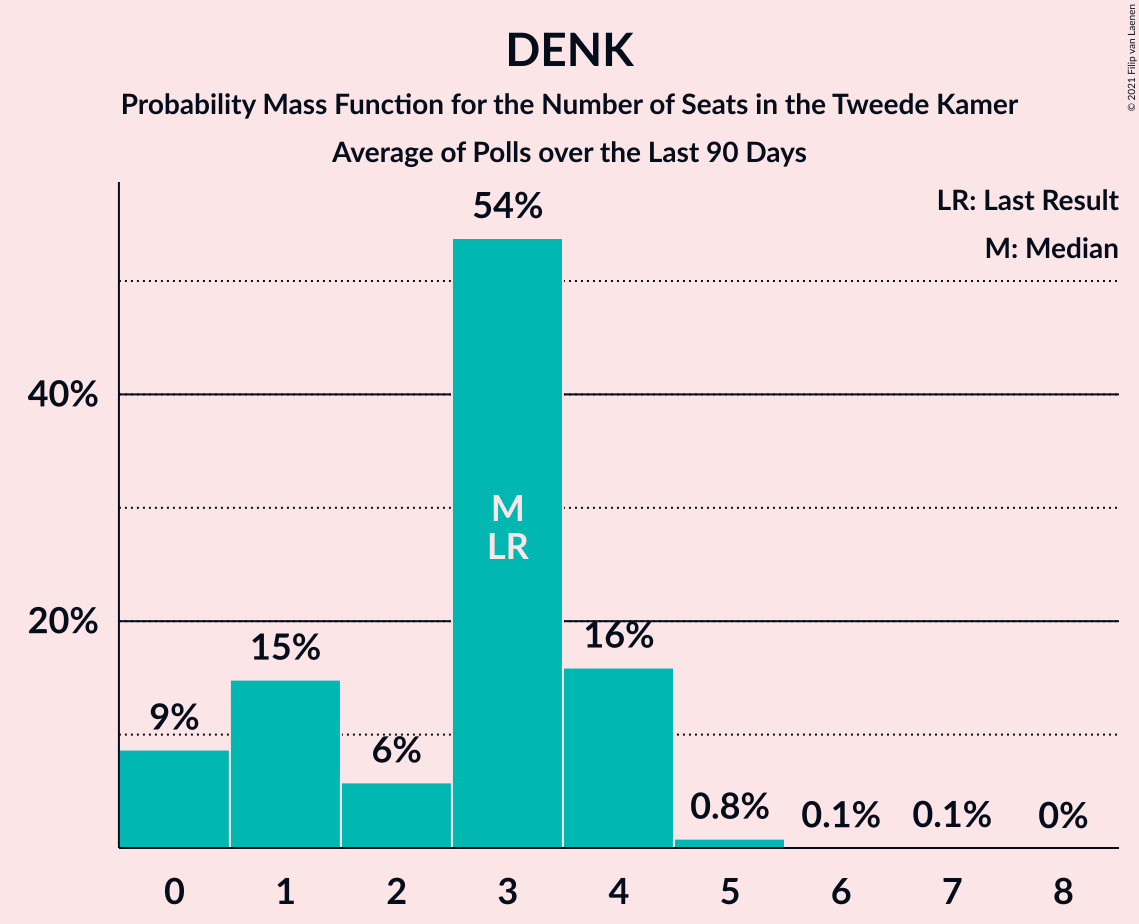 DENK
Probability Mass Function for the Number of Seats in the Tweede Kamer
Average of Polls over the Last 90 Days
© 2021 Filip van Laenen
LR: Last Result
M: Median
54%
40%
M
LR
20%
16%
15%
9%
6%
0.8%
0.1%
0.1%
0%
0 1 2 3 4 5 6 7 8